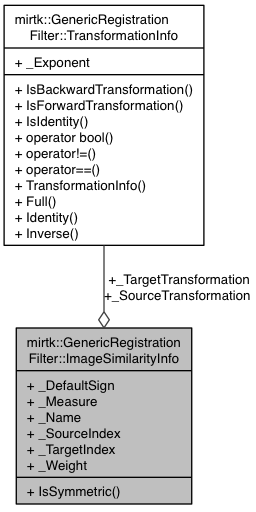 mirtk::GenericRegistration
Filter::TransformationInfo
+ _Exponent
+ IsBackwardTransformation()
+ IsForwardTransformation()
+ IsIdentity()
+ operator bool()
+ operator!=()
+ operator==()
+ TransformationInfo()
+ Full()
+ Identity()
+ Inverse()
+_TargetTransformation
+_SourceTransformation
mirtk::GenericRegistration
Filter::ImageSimilarityInfo
+ _DefaultSign
+ _Measure
+ _Name
+ _SourceIndex
+ _TargetIndex
+ _Weight
+ IsSymmetric()